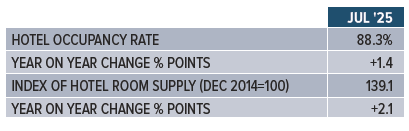 JUL '25
HOTEL OCCUPANCY RATE 88.3%
YEAR ON YEAR CHANGE % POINTS +1.4
INDEX OF HOTEL ROOM SUPPLY (DEC 2014=100) 139.1
YEAR ON YEAR CHANGE % POINTS +2.1